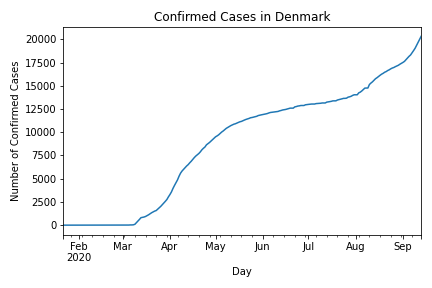 Confirmed Cases in Denmark
Number of Confirmed Cases
20000
17500
15000
12500
10000
7500
5000
2500
0
Feb Mar Apr May Jun Jul Aug Sep
2020
Day